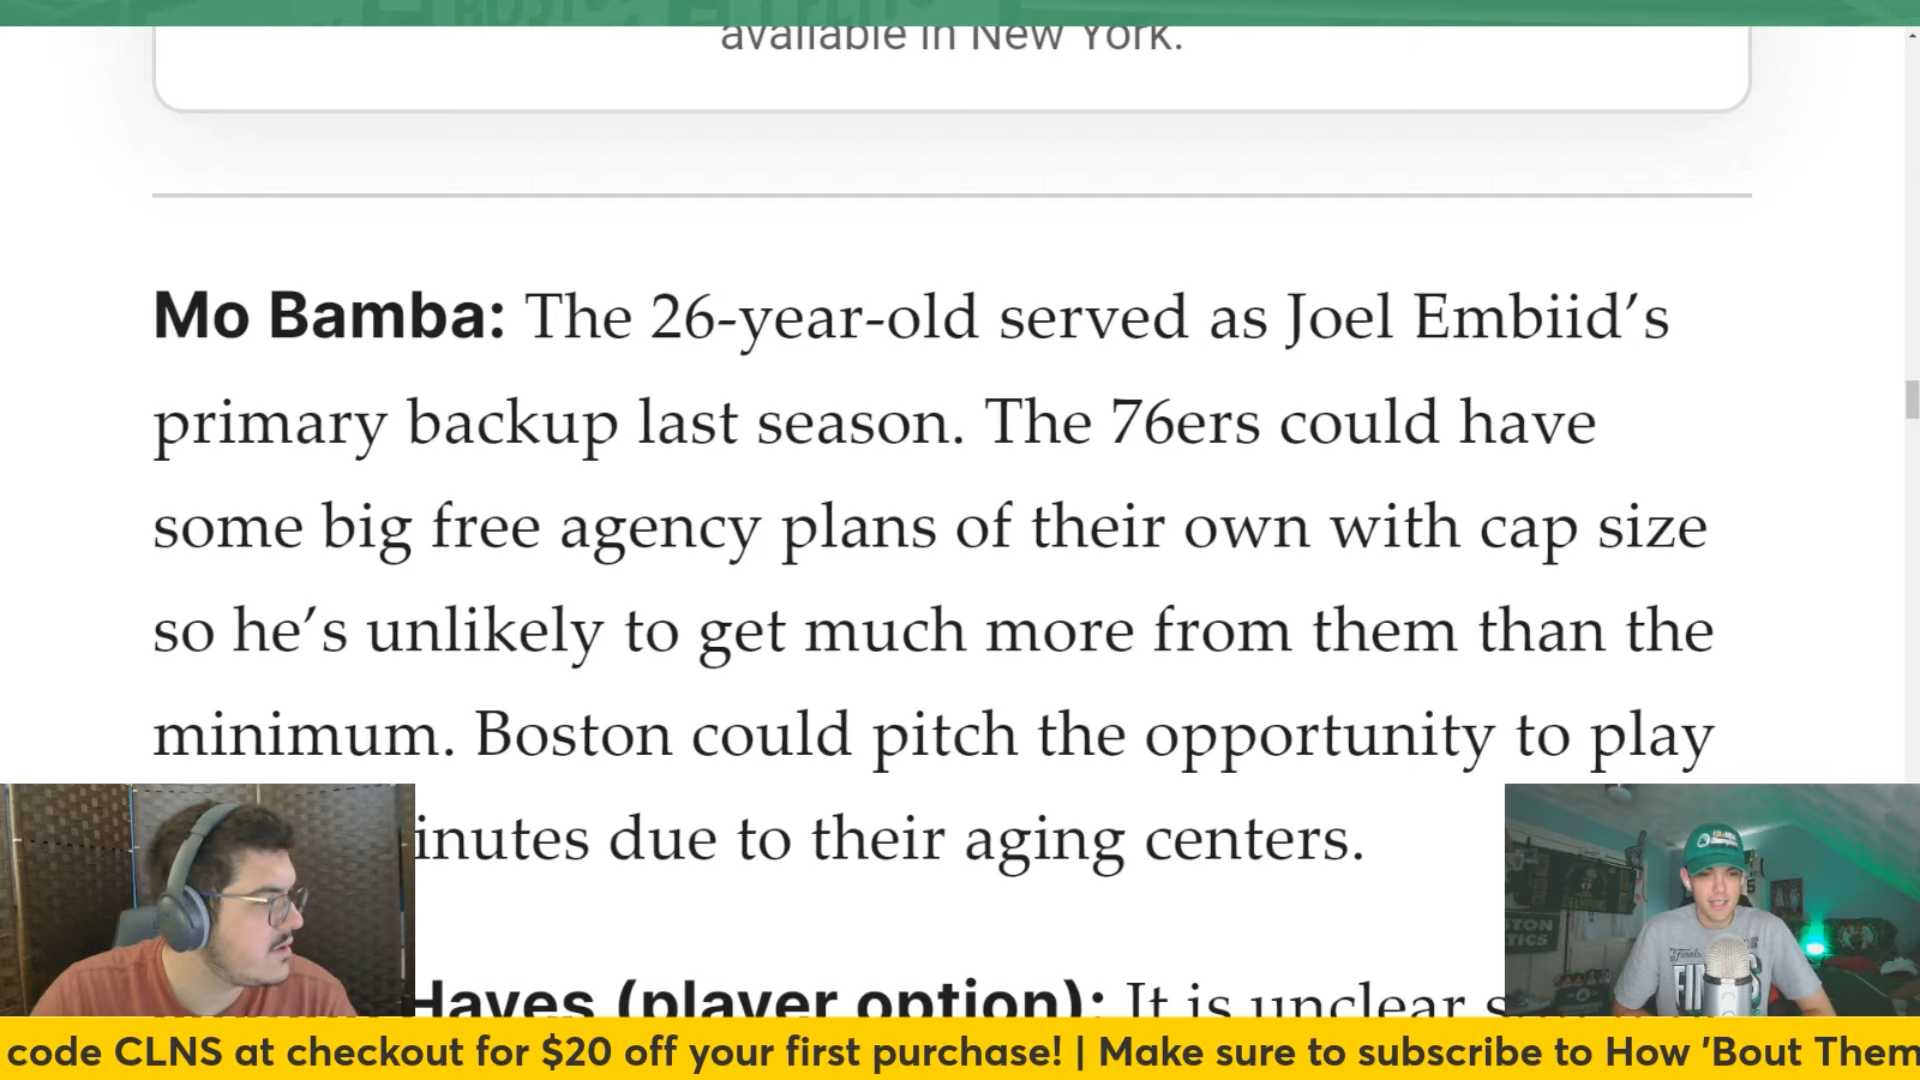 available in New York.
Mo Bamba: The 26-year-old served as Joel Embiid’s
primary backup last season. The 76ers could have
some big free agency plans of their own with cap size
so he’s unlikely to get much more from them than the
minimum. Boston could pitch the opportunity to play
inutes due to their aging centers.
Hayes (player option): It is unclear
code CLNS at checkout for $20 off your first purchase! | Make sure to subscribe to How 'Bout Them